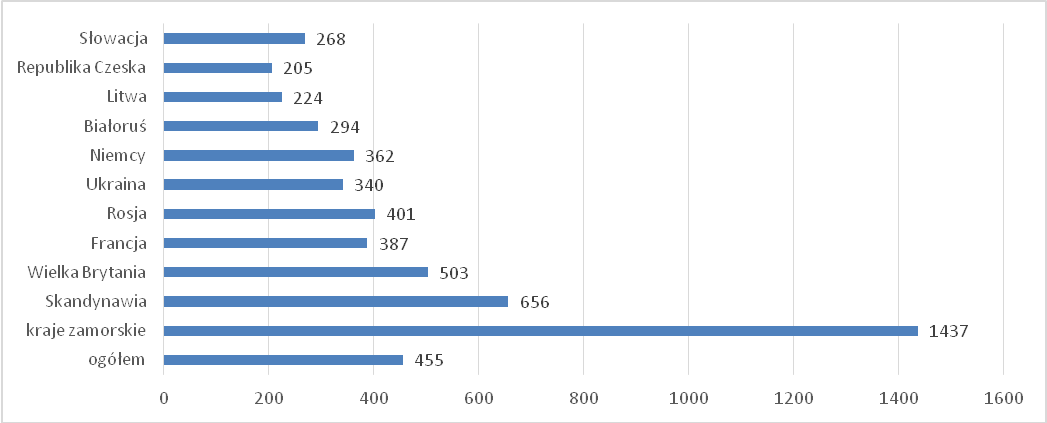 Słowacja 268
Republika Czeska 205
Litwa 224
Białoruś 294
Niemcy 362
Ukraina 340
Rosja 401
Francja 387
Wielka Brytania 503
Skandynawia 656
kraje zamorskie 1437
ogółem 455
0 200 400 600 800 1000 1200 1400 1600